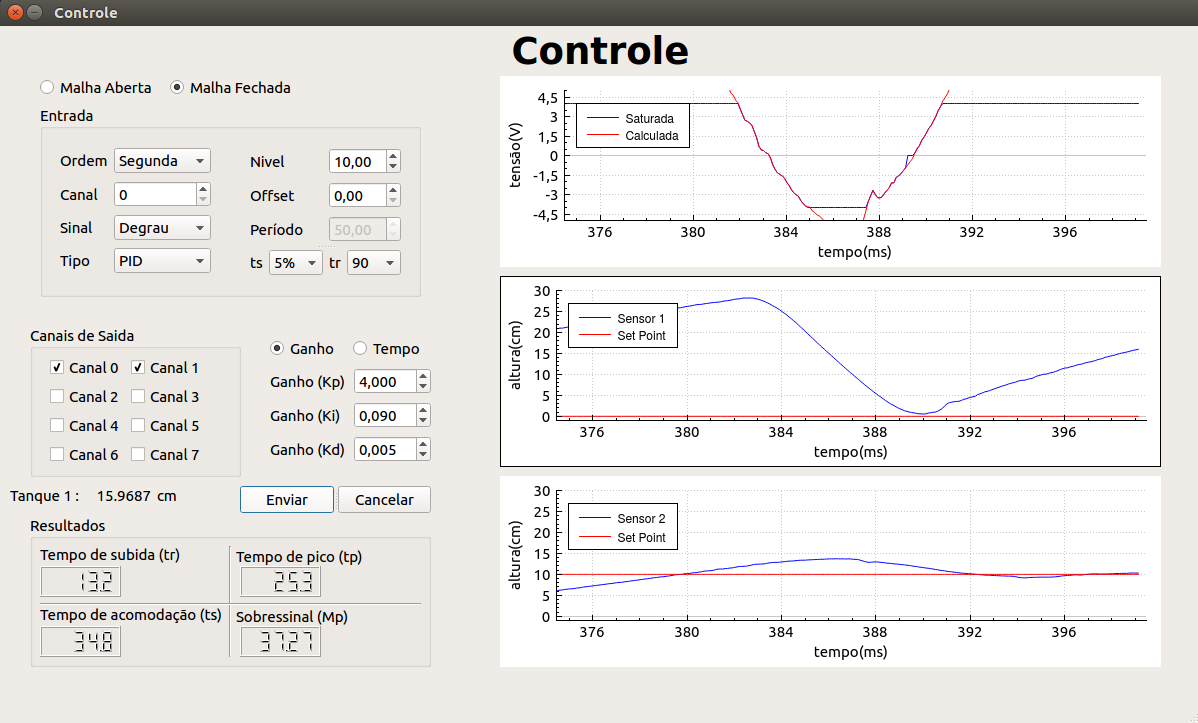 Controle
Controle
Malha Aberta Malha Fechada
Entrada
Ordem Segunda Nivel 10,00
Canal 0 Offset 0,00
Sinal Degrau Período 50,00
Tipo PID ts 5% tr 90
Canais de Saida
Canal 0 Canal 1
Canal 2 Canal 3
Canal 4 Canal 5
Canal 6 Canal 7
Ganho Tempo
Ganho (Kp) 4,000
Ganho (Ki) 0,090
Ganho (Kd) 0,005
Tanque 1 : 15.9687 cm
Enviar Cancelar
Resultados
Tempo de subida (tr) Tempo de pico (tp)
13.2 25.3
Tempo de acomodação (ts) Sobressinal (Mp)
34.8 37.27
tensão(V)
4,5
3
1,5
0
-1,5
-3
-4,5
Saturada
Calculada
376 380 384 388 392 396
tempo(ms)
altura(cm)
30
25
20
15
10
5
0
Sensor 1
Set Point
376 380 384 388 392 396
tempo(ms)
altura(cm)
30
25
20
15
10
5
0
Sensor 2
Set Point
376 380 384 388 392 396
tempo(ms)